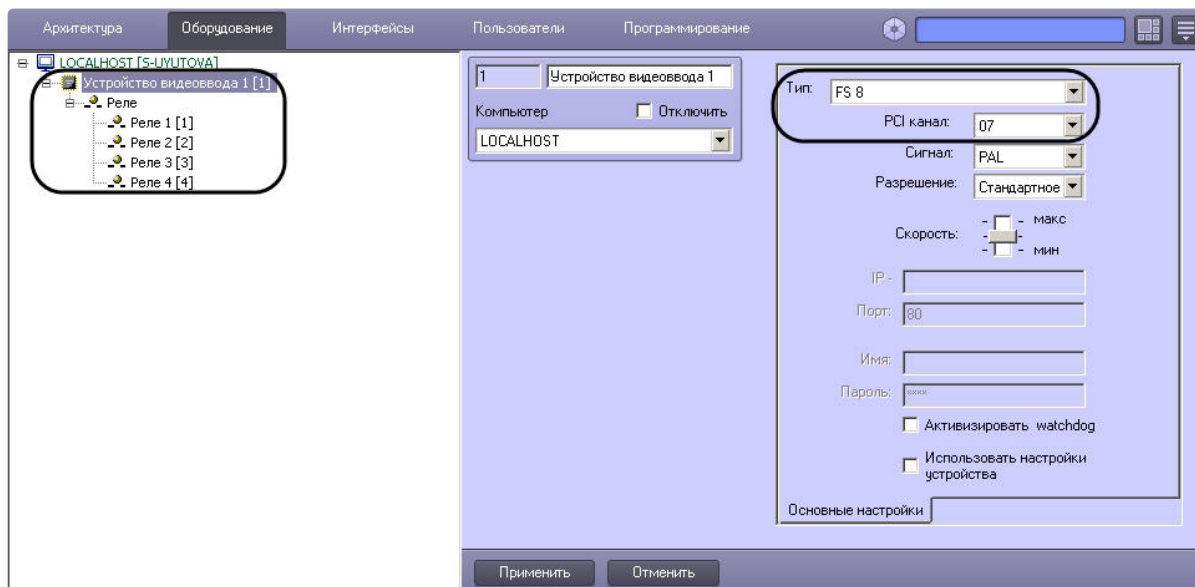 Архитектура Оборудование Интерфейсы Пользователи Программирование
LOCALHOST [S-UYUTOVA]
Устройство видеоввода 1 [1]
Реле
Реле 1 [1]
Реле 2 [2]
Реле 3 [3]
Реле 4 [4]
1 Устройство видеоввода 1
Компьютер Отключить
LOCALHOST
Тип: FS 8
PCI канал: 07
Сигнал: PAL
Разрешение: Стандартное
Скорость: макс
мин
IP -
Порт: 80
Имя:
Пароль: ****
Активизировать watchdog
Использовать настройки
устройства
Основные настройки
Применить Отменить